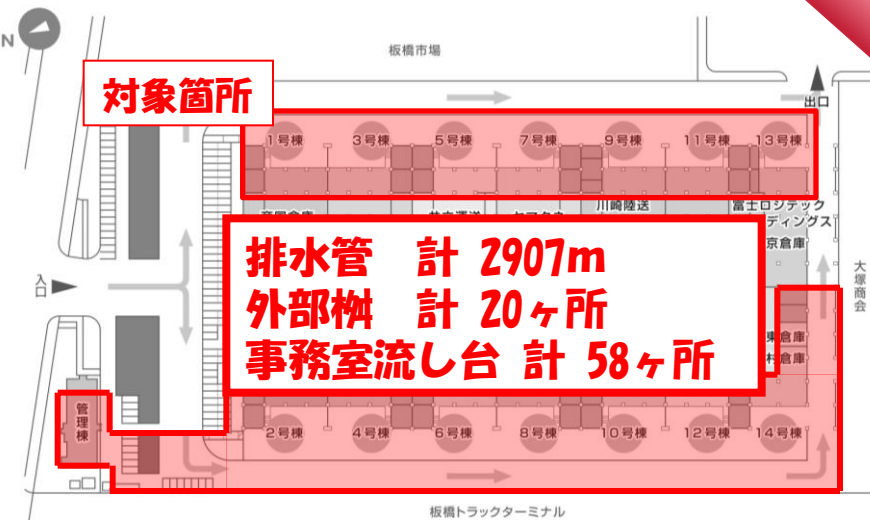 N
板橋市場
対象箇所
出口
1号棟 3号棟 5号棟 7号棟 9号棟 11号棟 13号棟
川崎陸送
富士ロジテック
ディングス
京倉庫
排水管 計 2907m
外部桝 計 20ヶ所
事務室流し台 計 58ヶ所
入口
大塚商会
東倉庫
村倉庫
管理棟
2号棟 4号棟 6号棟 8号棟 10号棟 12号棟 14号棟
板橋トラックターミナル